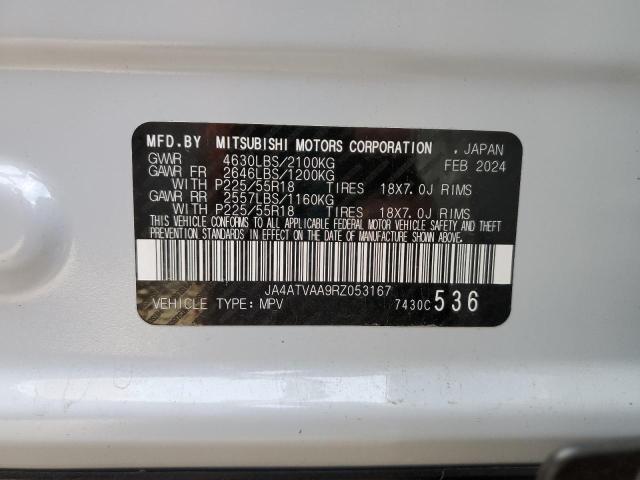 MFD.BY MITSUBISHI MOTORS CORPORATION . JAPAN
GVWR 4630LBS/2100KG FEB 2024
GAWR FR 2646LBS/1200KG
WITH P225/55R18 TIRES 18X7.0J RIMS
GAWR RR 2557LBS/1160KG
WITH P225/55R18 TIRES 18X7.0J RIMS
THIS VEHICLE CONFORMS TO ALL APPLICABLE FEDERAL MOTOR VEHICLE SAFETY AND THEFT
PREVENTION STANDARDS IN EFFECT ON THE DATE OF MANUFACTURE SHOWN ABOVE.
JA4ATVAA9RZ053167
VEHICLE TYPE: MPV 7430C 536